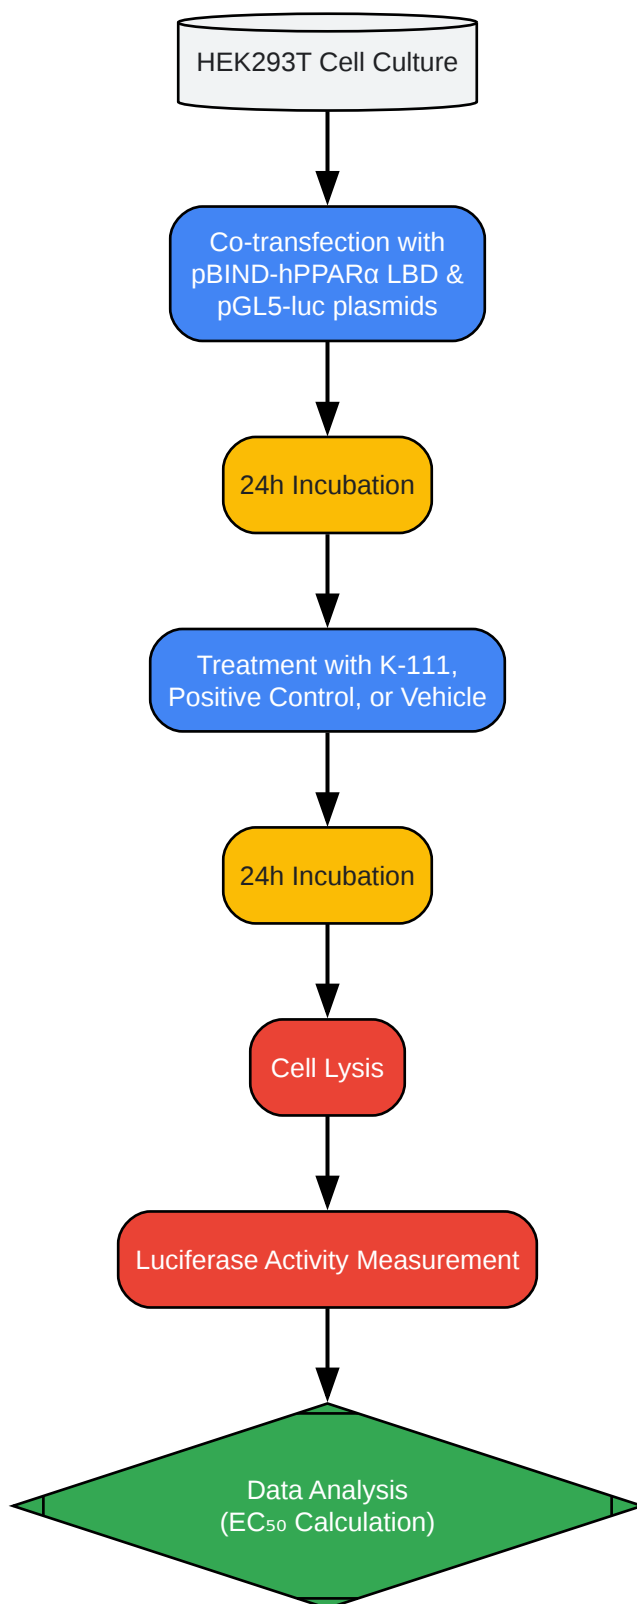 HEK293T Cell Culture
Co-transfection with
pBIND-hPPARα LBD &
pGL5-luc plasmids
24h Incubation
Treatment with K-111,
Positive Control, or Vehicle
24h Incubation
Cell Lysis
Luciferase Activity Measurement
Data Analysis
(EC₅₀ Calculation)